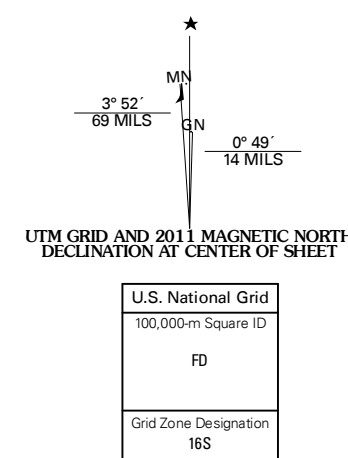 ★
MN
GN
3° 52´
69 MILS
0° 49´
14 MILS
UTM GRID AND 2011 MAGNETIC NORTH
DECLINATION AT CENTER OF SHEET
U.S. National Grid
100,000-m Square ID
FD
Grid Zone Designation
16S